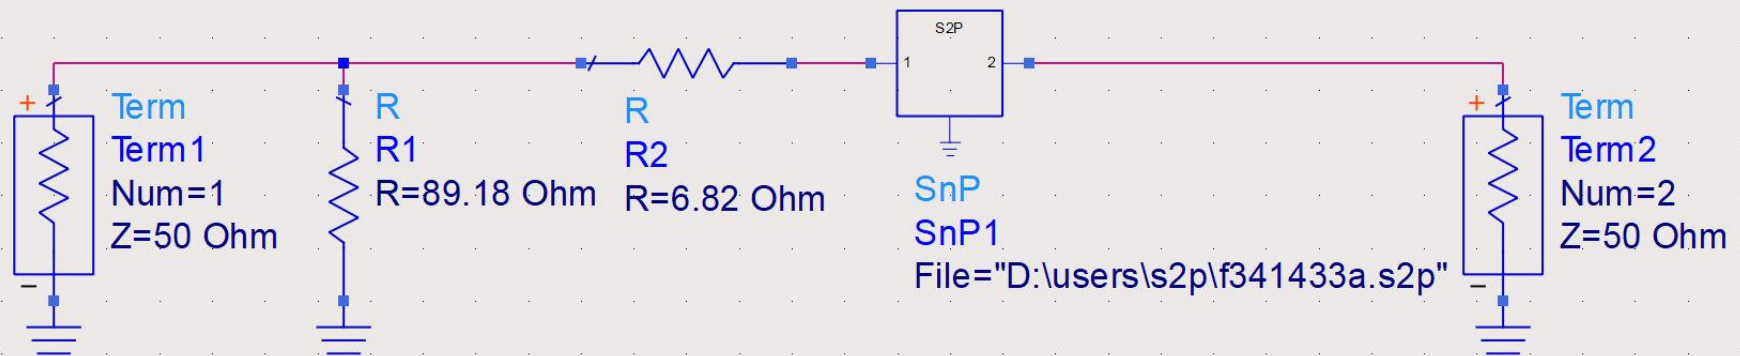 +
Term
Term1
Num=1
Z=50 Ohm
−
R
R1
R=89.18 Ohm
R
R2
R=6.82 Ohm
S2P
1
2
SnP
SnP1
File="D:\users\s2p\f341433a.s2p"
+
Term
Term2
Num=2
Z=50 Ohm
−